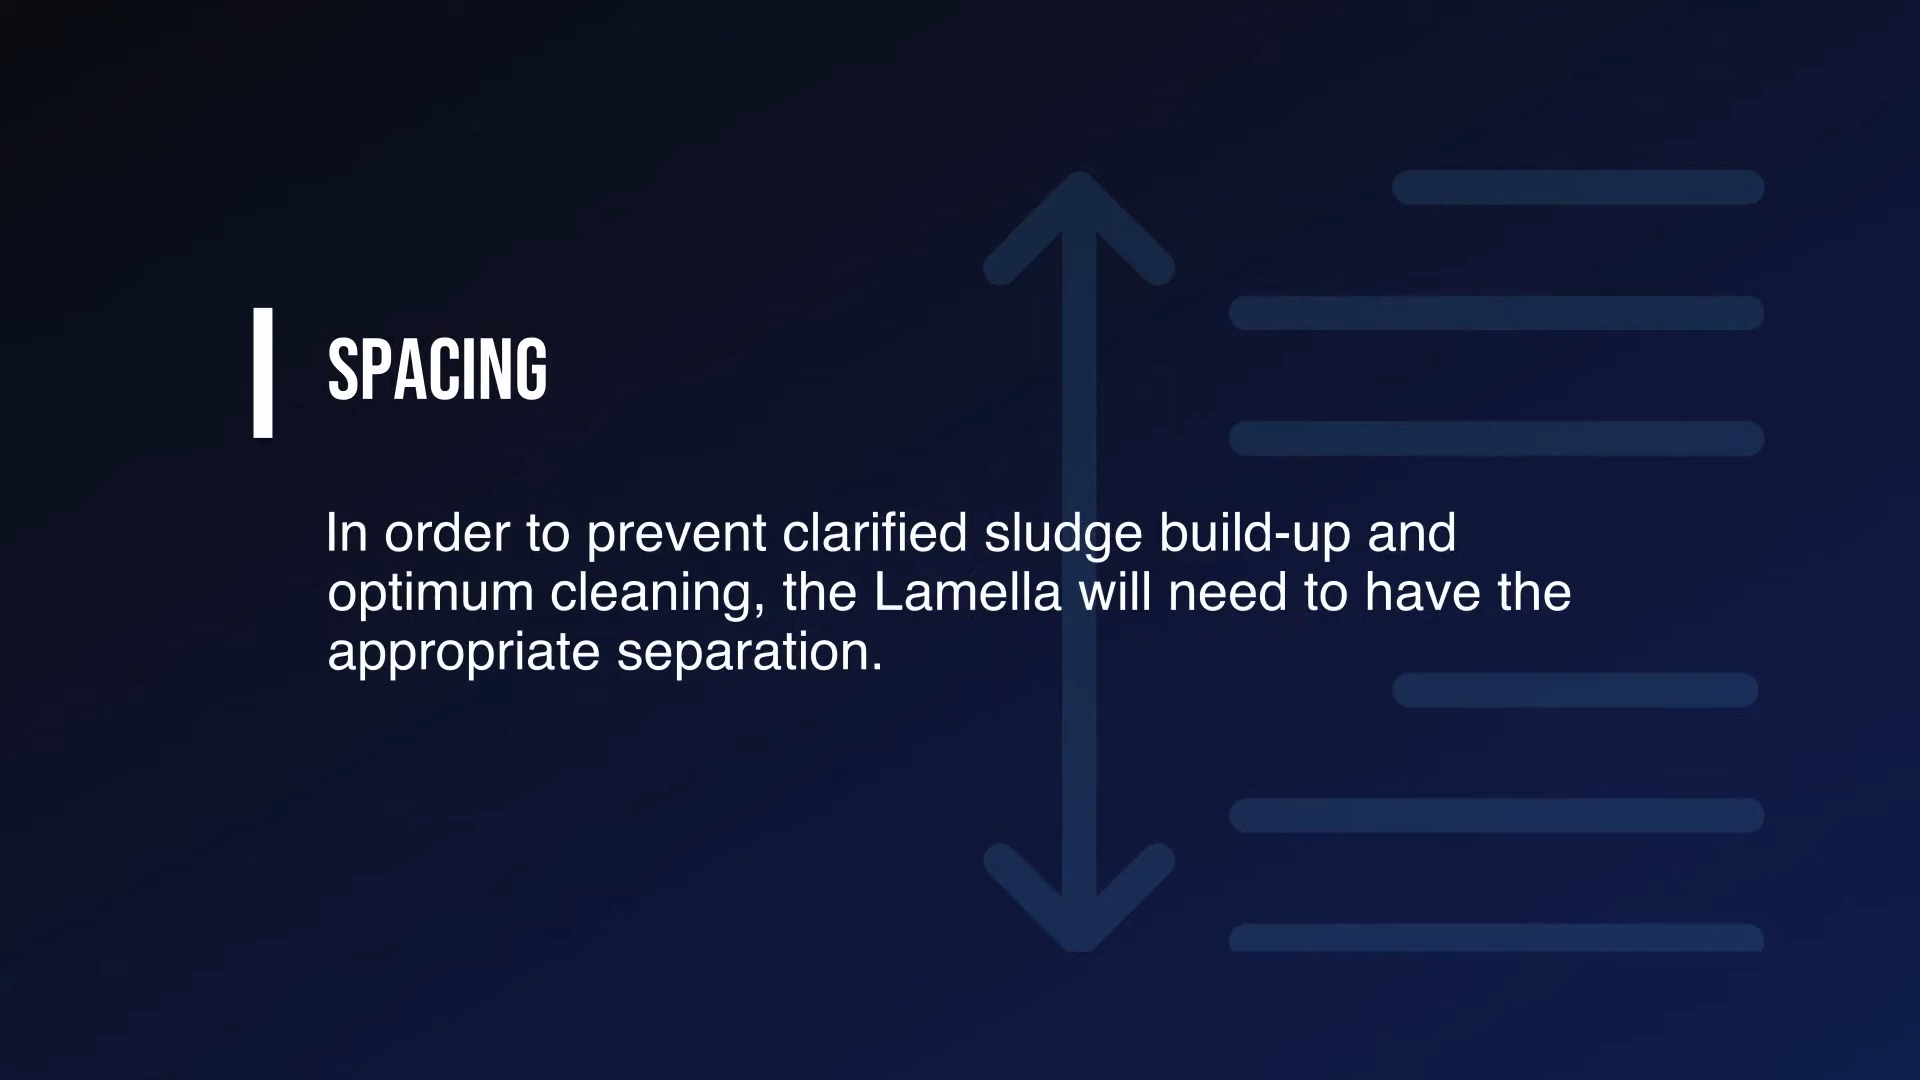 SPACING
In order to prevent clarified sludge build-up and
optimum cleaning, the Lamella will need to have the
appropriate separation.